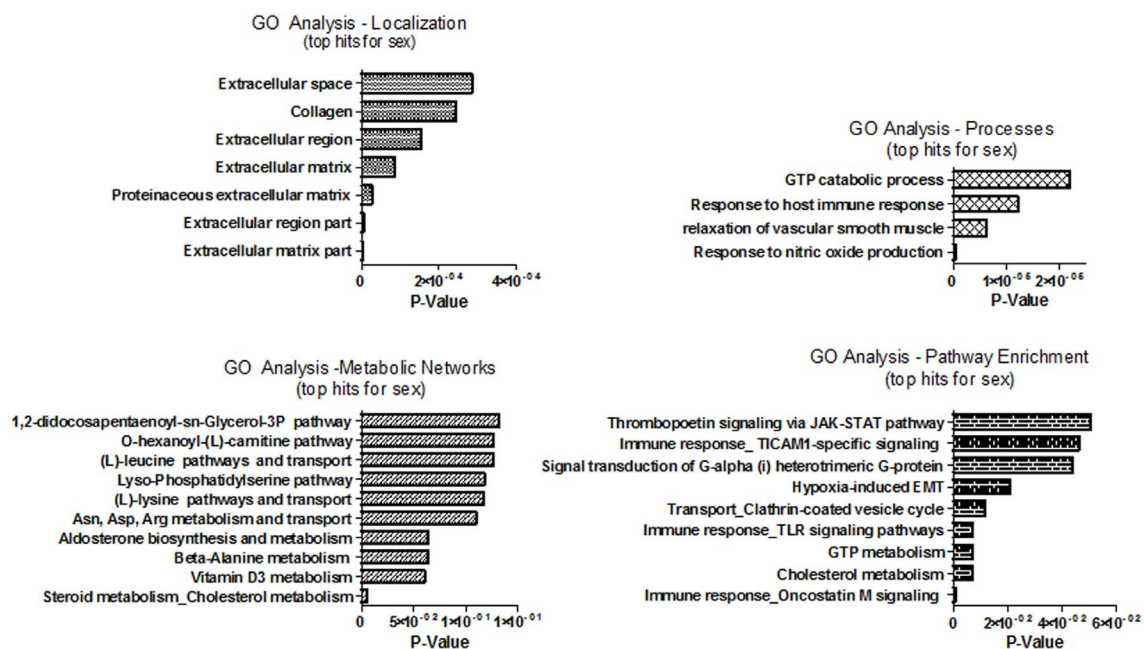 GO Analysis - Localization
(top hits for sex)
Extracellular space
Collagen
Extracellular region
Extracellular matrix
Proteinaceous extracellular matrix
Extracellular region part
Extracellular matrix part
0 2×10⁻⁰⁴ 4×10⁻⁰⁴
P-Value
GO Analysis - Processes
(top hits for sex)
GTP catabolic process
Response to host immune response
relaxation of vascular smooth muscle
Response to nitric oxide production
0 1×10⁻⁰⁵ 2×10⁻⁰⁵
P-Value
GO Analysis -Metabolic Networks
(top hits for sex)
1,2-didocosapentaenoyl-sn-Glycerol-3P pathway
O-hexanoyl-(L)-carnitine pathway
(L)-leucine pathways and transport
Lyso-Phosphatidylserine pathway
(L)-lysine pathways and transport
Asn, Asp, Arg metabolism and transport
Aldosterone biosynthesis and metabolism
Beta-Alanine metabolism
Vitamin D3 metabolism
Steroid metabolism_Cholesterol metabolism
0 5×10⁻⁰² 1×10⁻⁰¹ 1×10⁻⁰¹
P-Value
GO Analysis - Pathway Enrichment
(top hits for sex)
Thrombopoetin signaling via JAK-STAT pathway
Immune response_ TICAM1-specific signaling
Signal transduction of G-alpha (i) heterotrimeric G-protein
Hypoxia-induced EMT
Transport_Clathrin-coated vesicle cycle
Immune response_TLR signaling pathways
GTP metabolism
Cholesterol metabolism
Immune response_Oncostatin M signaling
0 2×10⁻⁰² 4×10⁻⁰² 6×10⁻⁰²
P-Value